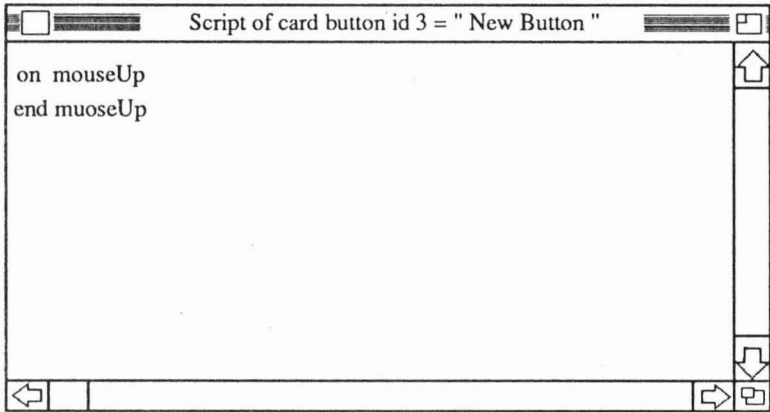 Script of card button id 3 = " New Button "
on mouseUp
end muoseUp